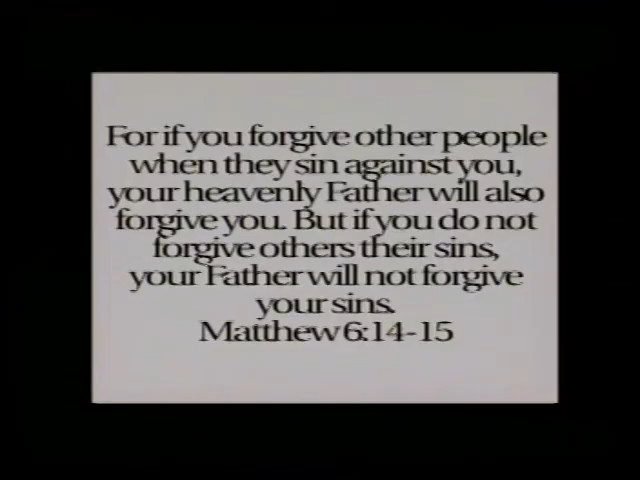 For if you forgive other people
when they sin against you,
your heavenly Father will also
forgive you. But if you do not
forgive others their sins,
your Father will not forgive
your sins.
Matthew 6:14-15